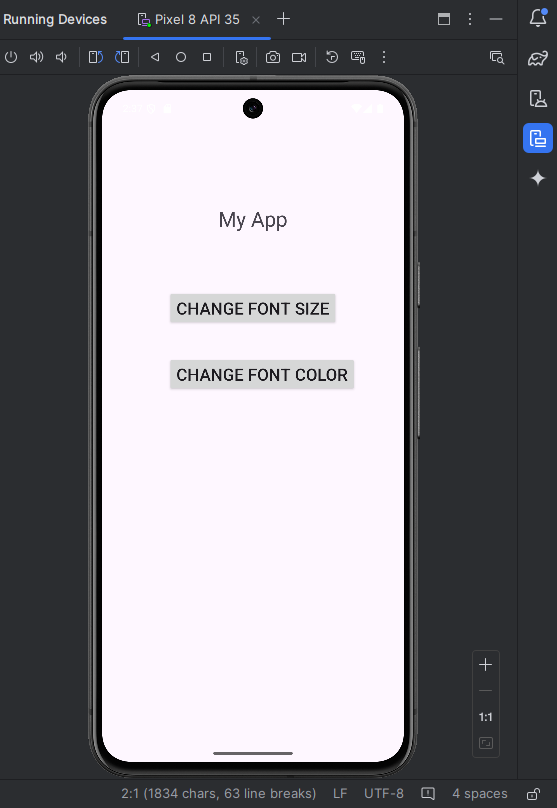 Running Devices
Pixel 8 API 35
My App
CHANGE FONT SIZE
CHANGE FONT COLOR
1:1
2:1 (1834 chars, 63 line breaks) LF UTF-8 4 spaces